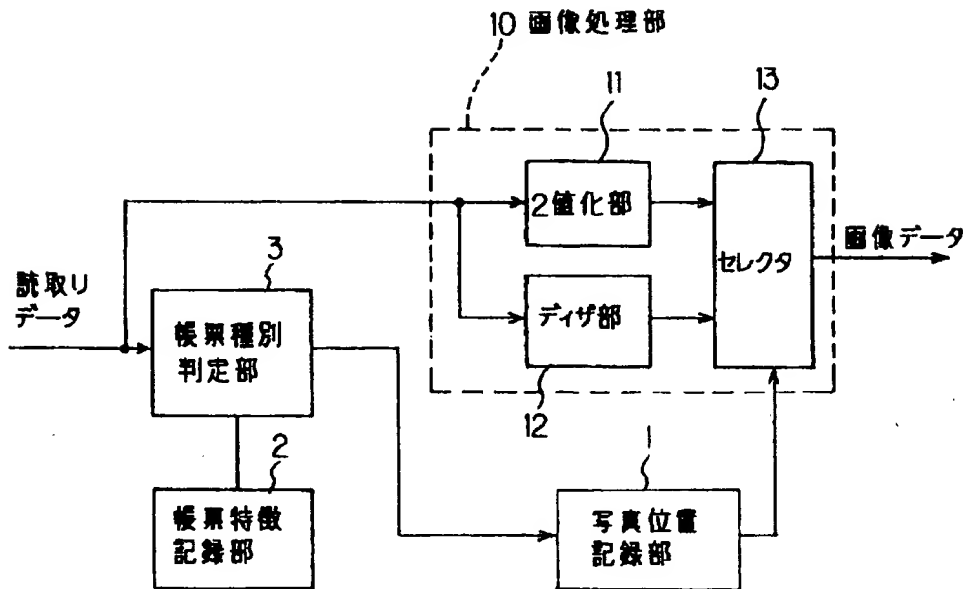 10 画像処理部
11
13
2値化部
セレクタ
画像データ
ディザ部
12
読取り
データ
3
帳票種別
判定部
2
帳票特徴
記録部
1
写真位置
記録部